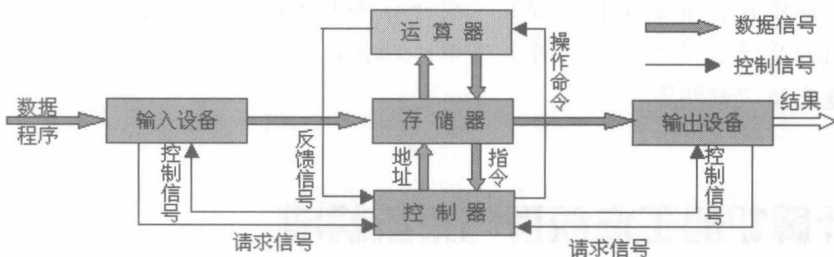 运算器
数据信号
控制信号
操作命令
数据
程序
输入设备
存储器
输出设备
结果
控制信号
反馈信号
地址
指令
控制信号
控制器
请求信号
请求信号